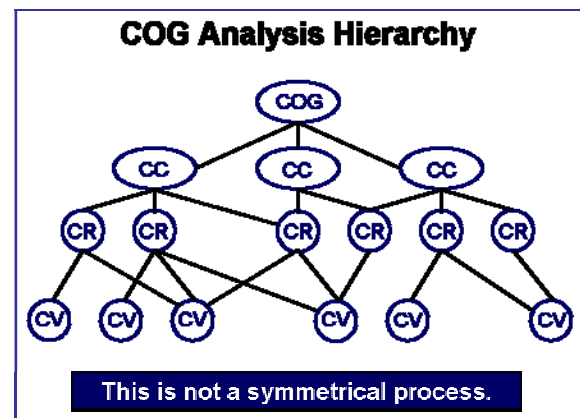 COG Analysis Hierarchy
COG
CC CC CC
CR CR CR CR CR CR
CV CV CV CV CV CV
This is not a symmetrical process.